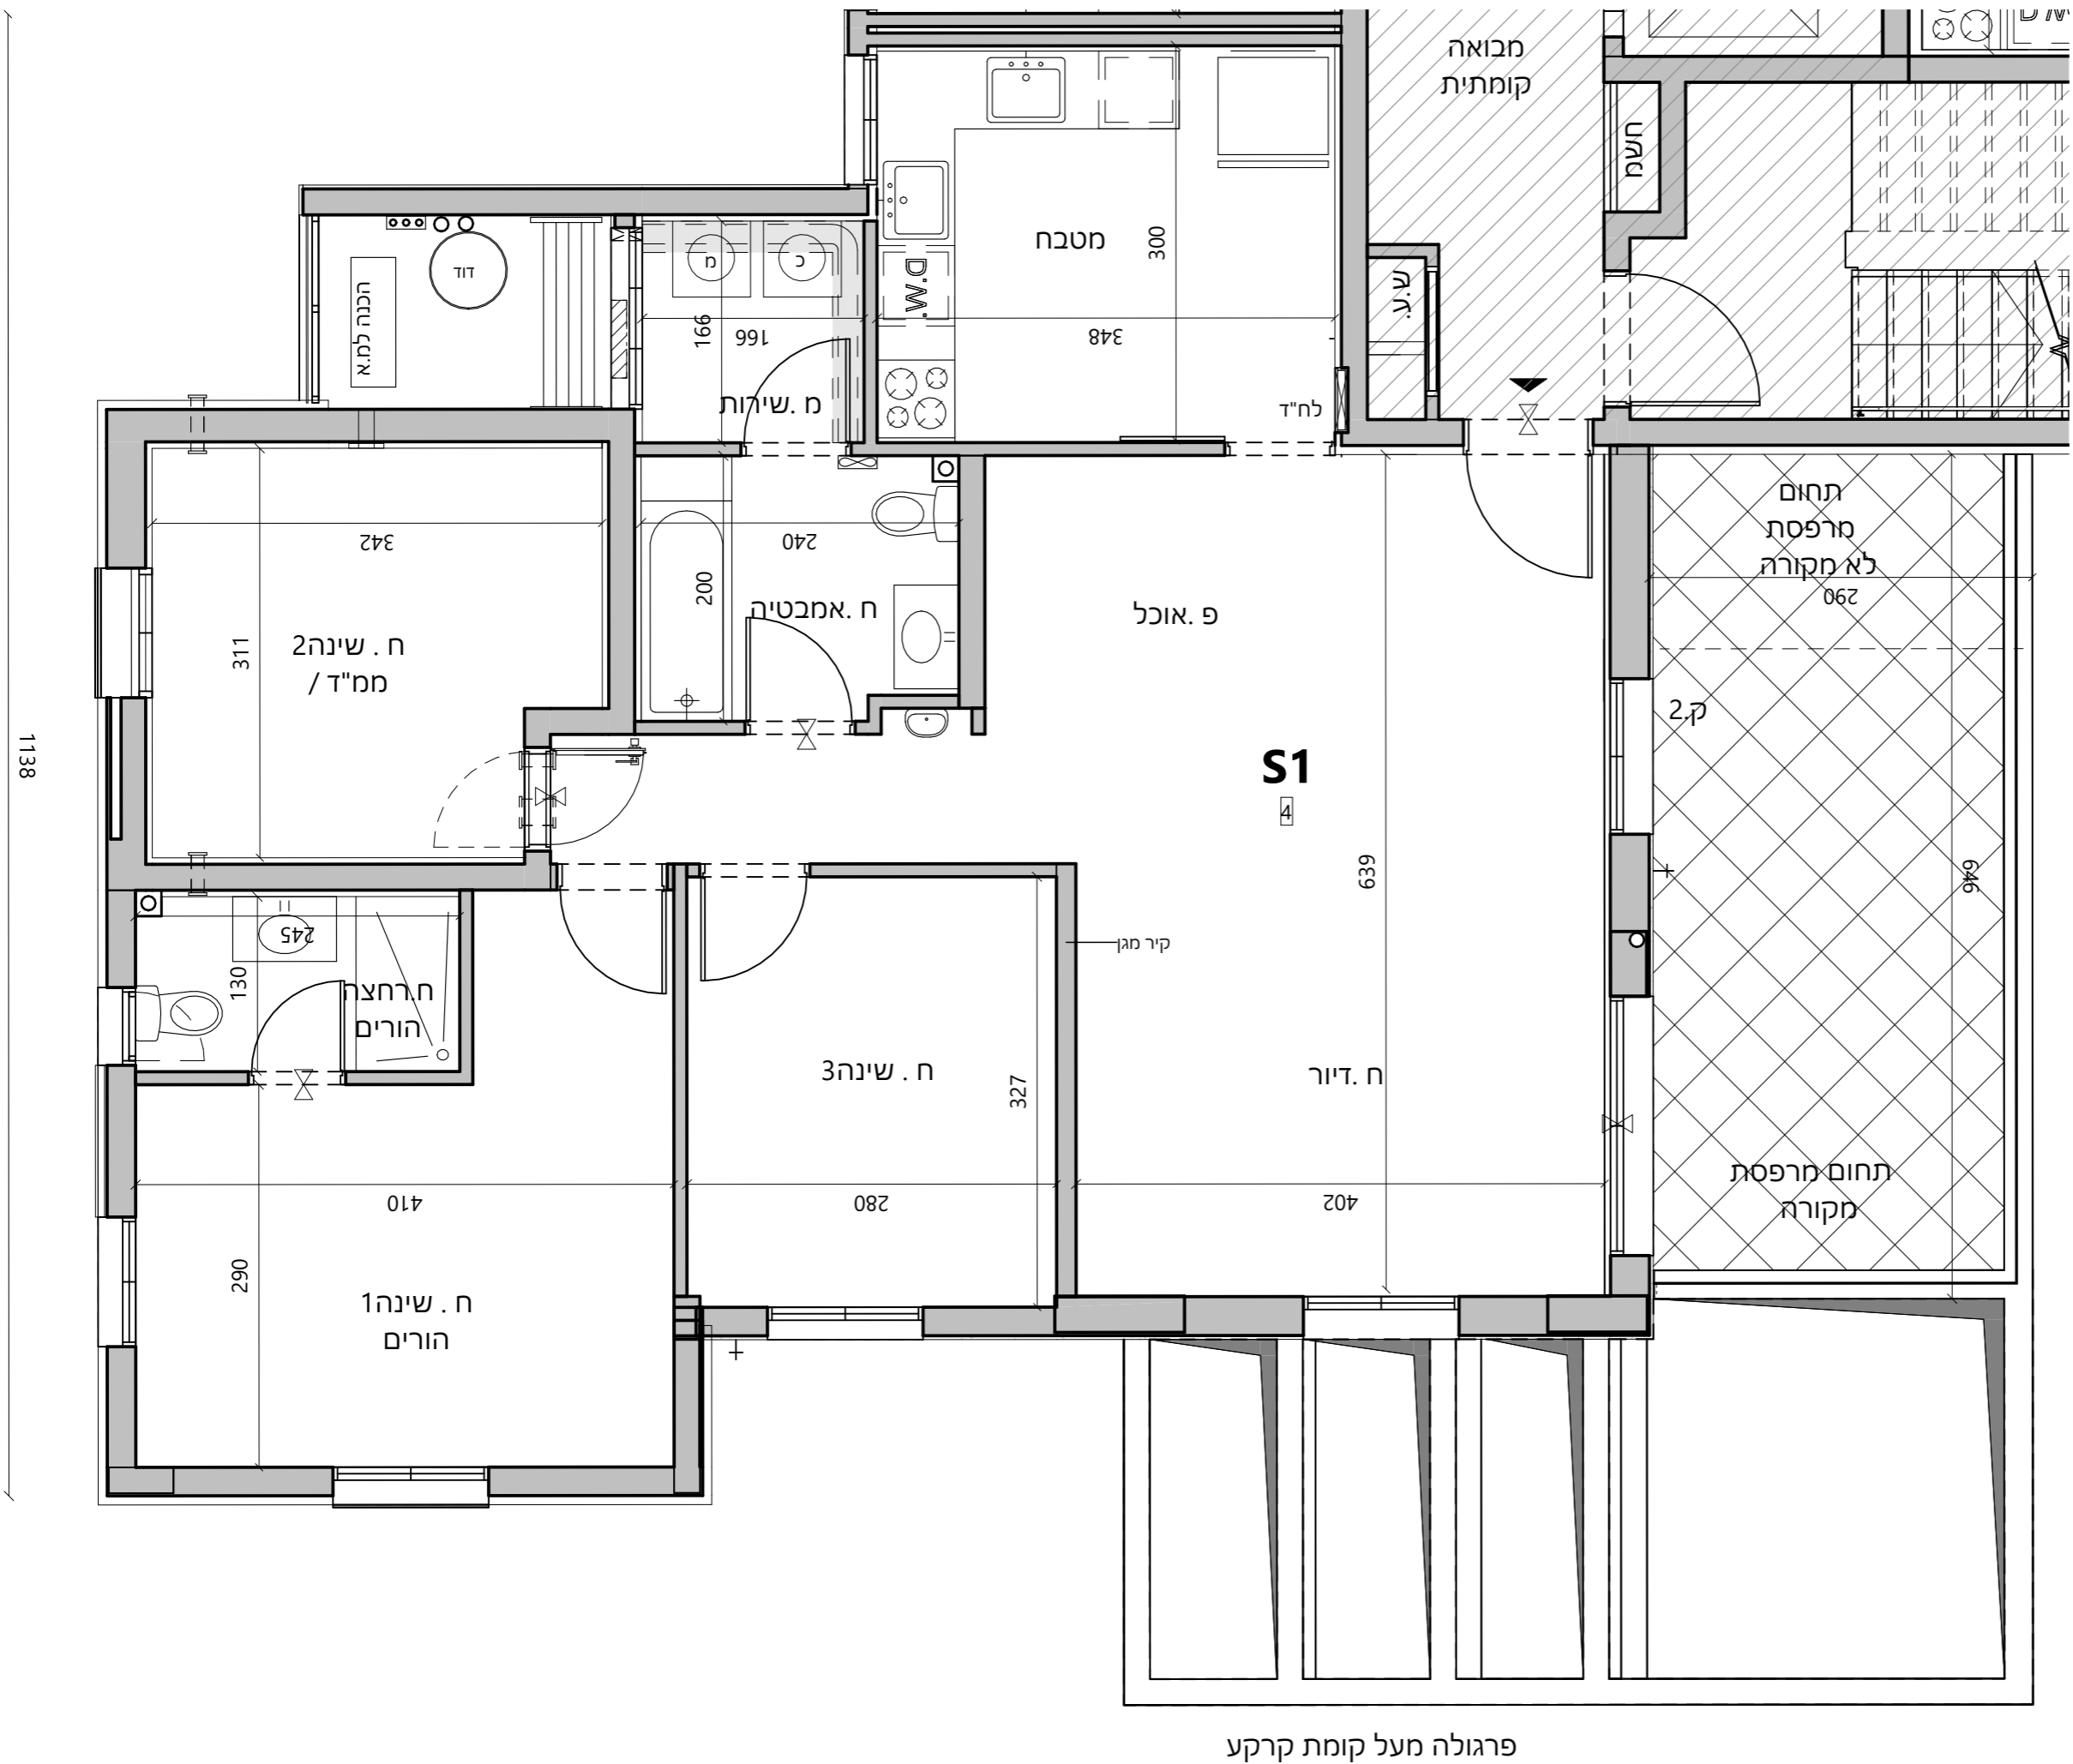 מבואה
קומתית
D.W.
חשמ
מטבח
300
348
D.W.
ש.ע.
לח"ד
דוד
הכנה למ.א
מ
כ
166
166
מ .שירות
תחום
מרפסת
לא מקורה
290
342
311
ח . שינה2
ממ"ד /
240
200
ח .אמבטיה
פ .אוכל
ק.2
S1
4
1138
639
646
קיר מגן
245
130
ח.רחצה
הורים
ח . שינה3
327
ח .דיור
תחום מרפסת
מקורה
410
280
402
290
ח . שינה1
הורים
פרגולה מעל קומת קרקע